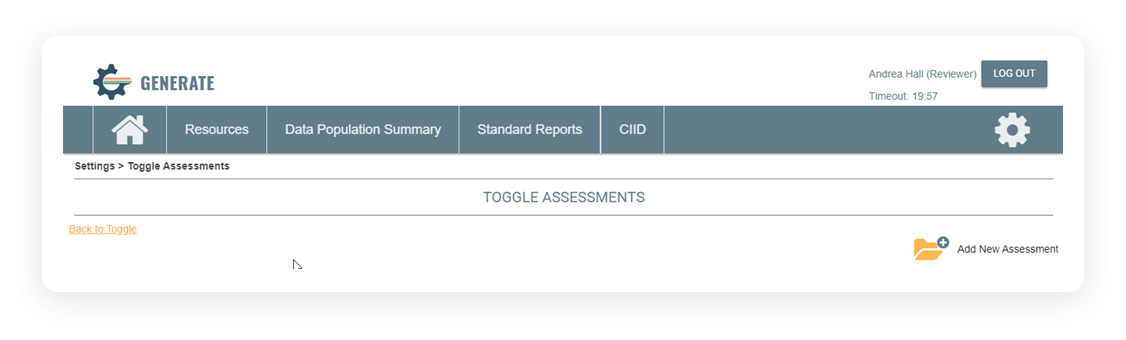 GENERATE
Andrea Hall (Reviewer) LOG OUT
Timeout: 19:57
Resources Data Population Summary Standard Reports CIID
Settings > Toggle Assessments
TOGGLE ASSESSMENTS
Back to Toggle
Add New Assessment